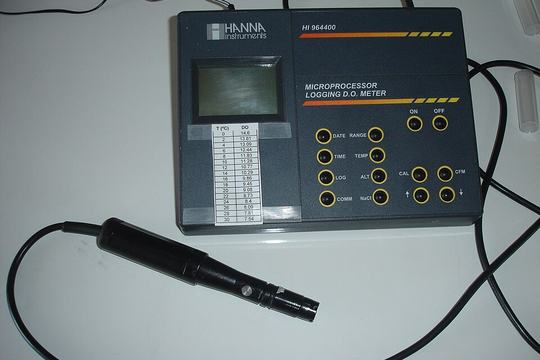 HANNA
instruments
HI 964400
MICROPROCESSOR
LOGGING D.O. METER
ON OFF
DATE RANGE
TIME TEMP
LOG ALT CAL CFM
COMM NaCl ↑ ↓
T (°C) DO
0 14.6
2 13.81
4 13.09
6 12.44
8 11.83
10 11.28
12 10.77
14 10.29
16 9.86
18 9.46
20 9.08
22 8.73
24 8.4
26 8.09
28 7.81
30 7.54